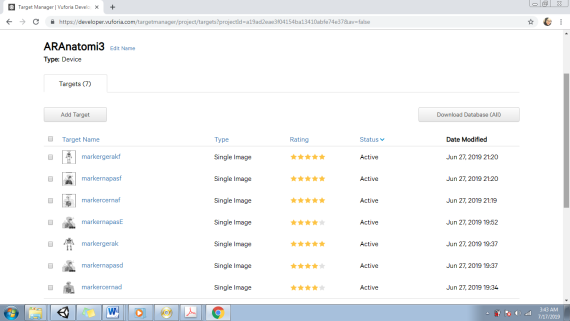 Target Manager | Vuforia Develo
https://developer.vuforia.com/targetmanager/project/targets?projectId=a19ad2eae3f04154ba13410abfe74e37&av=false
ARAnatomi3 Edit Name
Type: Device
Targets (7)
Add Target Download Database (All)
Target Name Type Rating Status Date Modified
markergerakf Single Image Active Jun 27, 2019 21:20
markernapasf Single Image Active Jun 27, 2019 21:20
markercernaf Single Image Active Jun 27, 2019 21:19
markernapasE Single Image Active Jun 27, 2019 19:52
markergerak Single Image Active Jun 27, 2019 19:37
markernapasd Single Image Active Jun 27, 2019 19:37
markercernad Single Image Active Jun 27, 2019 19:34
3:43 AM
7/17/2019